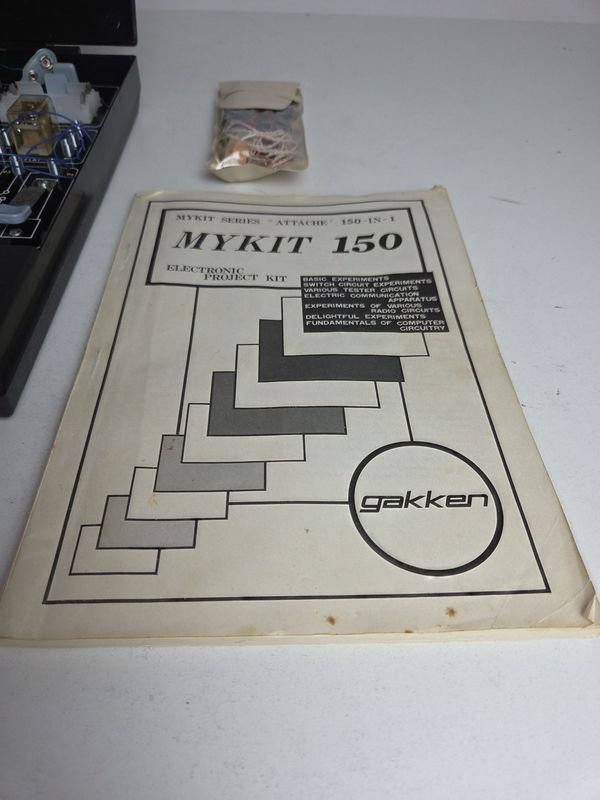 MYKIT SERIES "ATTACHE" 150-IN-1
MYKIT 150
ELECTRONIC
PROJECT KIT
BASIC EXPERIMENTS
SWITCH CIRCUIT EXPERIMENTS
VARIOUS TESTER CIRCUITS
ELECTRIC COMMUNICATION
APPARATUS
EXPERIMENTS OF VARIOUS
RADIO CIRCUITS
DELIGHTFUL EXPERIMENTS
FUNDAMENTALS OF COMPUTER
CIRCUITRY
gakken